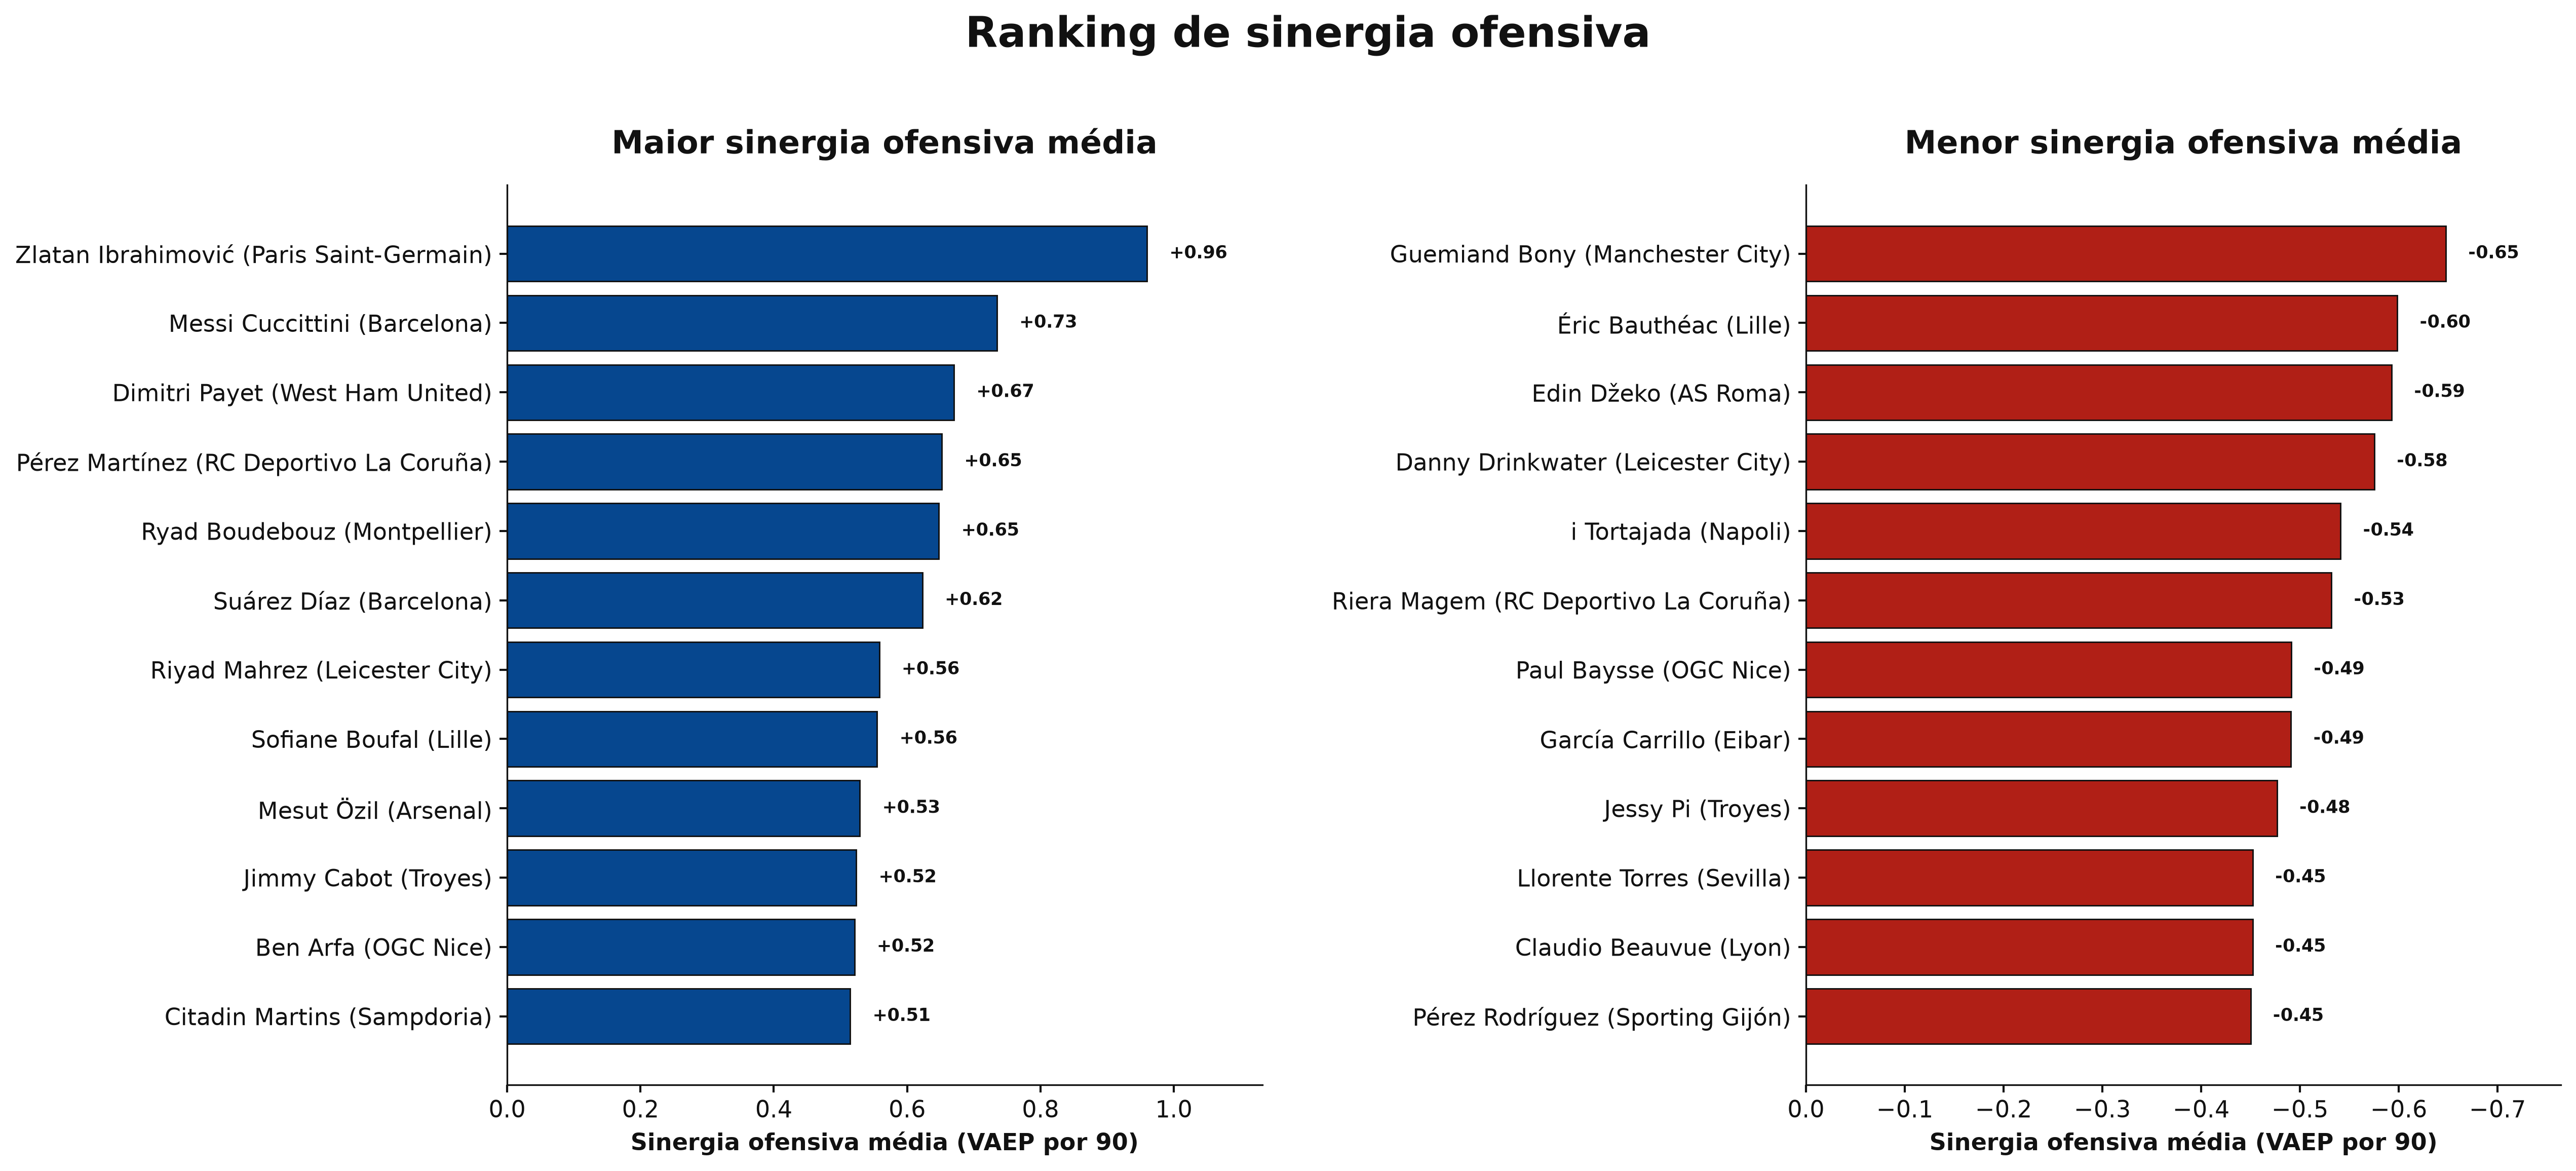 Ranking de sinergia ofensiva
Maior sinergia ofensiva média
Zlatan Ibrahimović (Paris Saint-Germain) +0.96
Messi Cuccittini (Barcelona) +0.73
Dimitri Payet (West Ham United) +0.67
Pérez Martínez (RC Deportivo La Coruña) +0.65
Ryad Boudebouz (Montpellier) +0.65
Suárez Díaz (Barcelona) +0.62
Riyad Mahrez (Leicester City) +0.56
Sofiane Boufal (Lille) +0.56
Mesut Özil (Arsenal) +0.53
Jimmy Cabot (Troyes) +0.52
Ben Arfa (OGC Nice) +0.52
Citadin Martins (Sampdoria) +0.51
0.0 0.2 0.4 0.6 0.8 1.0
Sinergia ofensiva média (VAEP por 90)
Menor sinergia ofensiva média
Guemiand Bony (Manchester City) -0.65
Éric Bauthéac (Lille) -0.60
Edin Džeko (AS Roma) -0.59
Danny Drinkwater (Leicester City) -0.58
i Tortajada (Napoli) -0.54
Riera Magem (RC Deportivo La Coruña) -0.53
Paul Baysse (OGC Nice) -0.49
García Carrillo (Eibar) -0.49
Jessy Pi (Troyes) -0.48
Llorente Torres (Sevilla) -0.45
Claudio Beauvue (Lyon) -0.45
Pérez Rodríguez (Sporting Gijón) -0.45
0.0 −0.1 −0.2 −0.3 −0.4 −0.5 −0.6 −0.7
Sinergia ofensiva média (VAEP por 90)